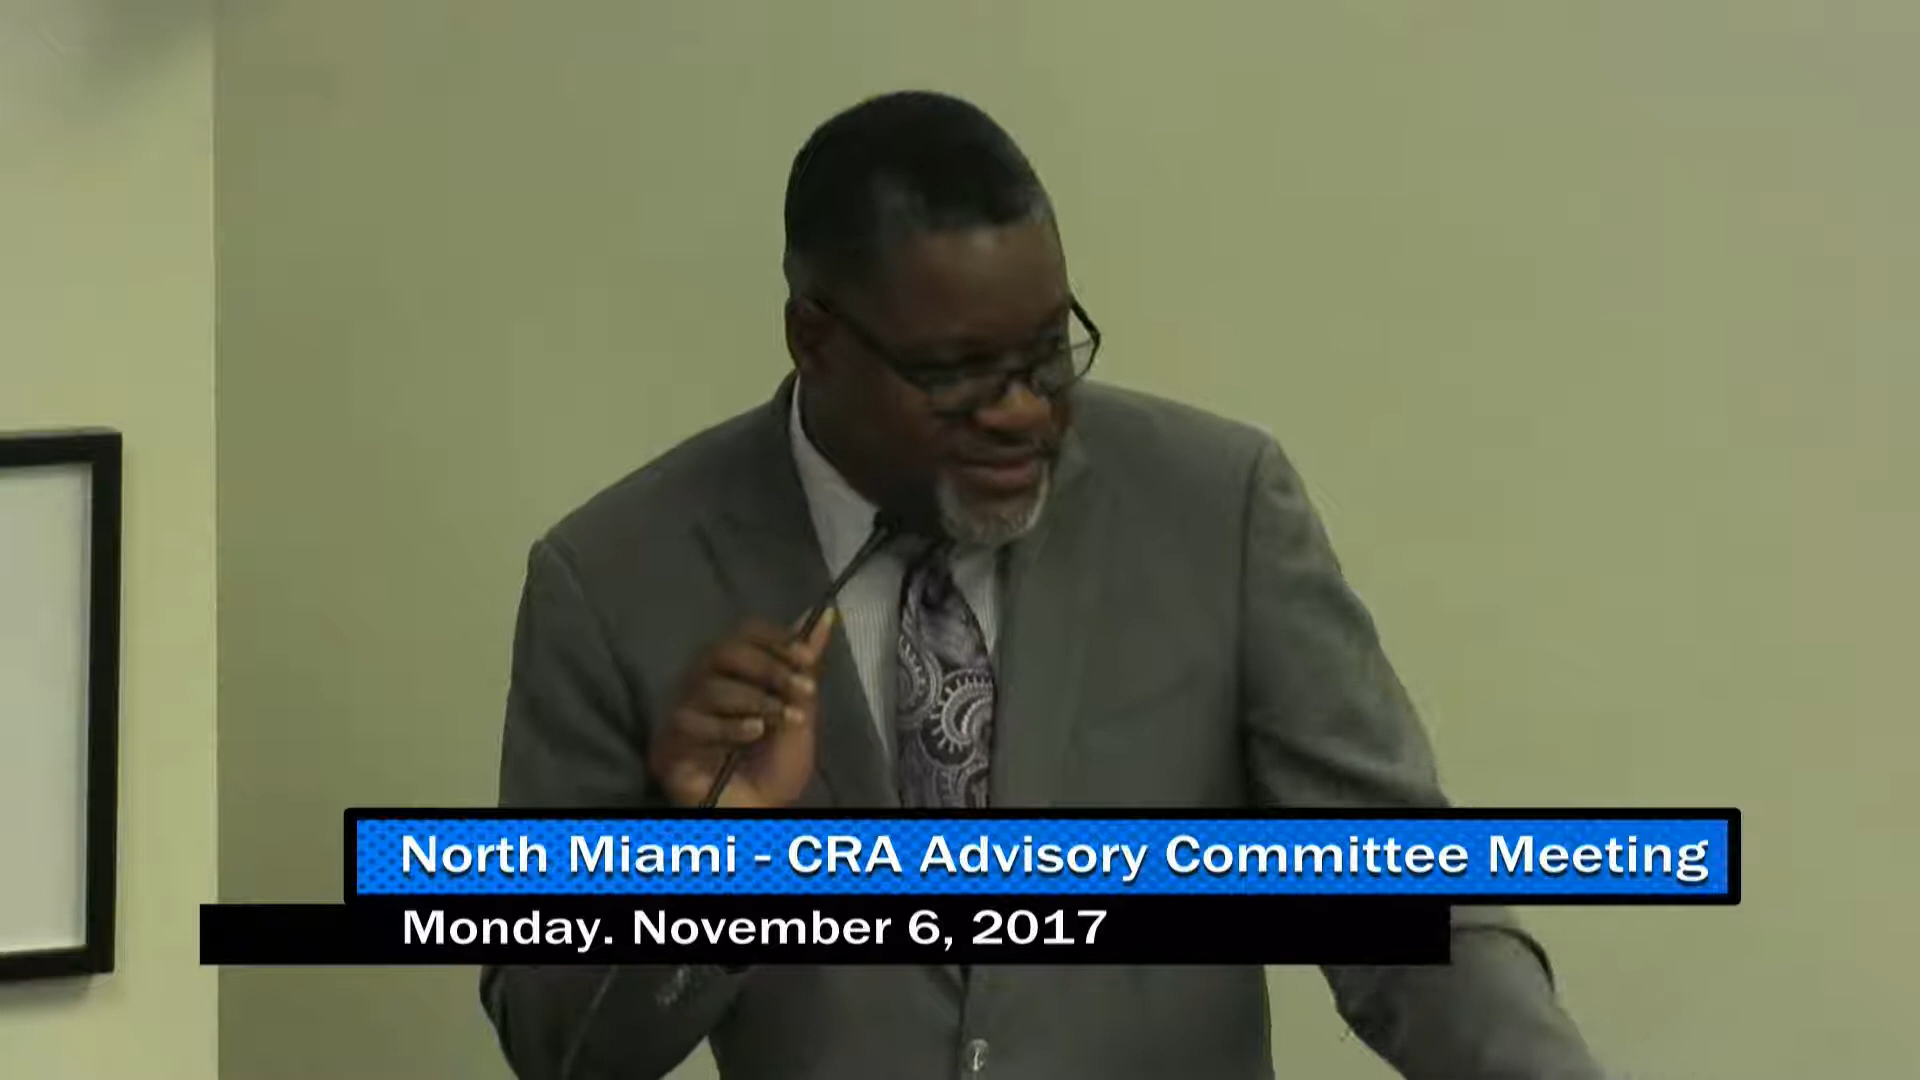 North Miami - CRA Advisory Committee Meeting
Monday. November 6, 2017